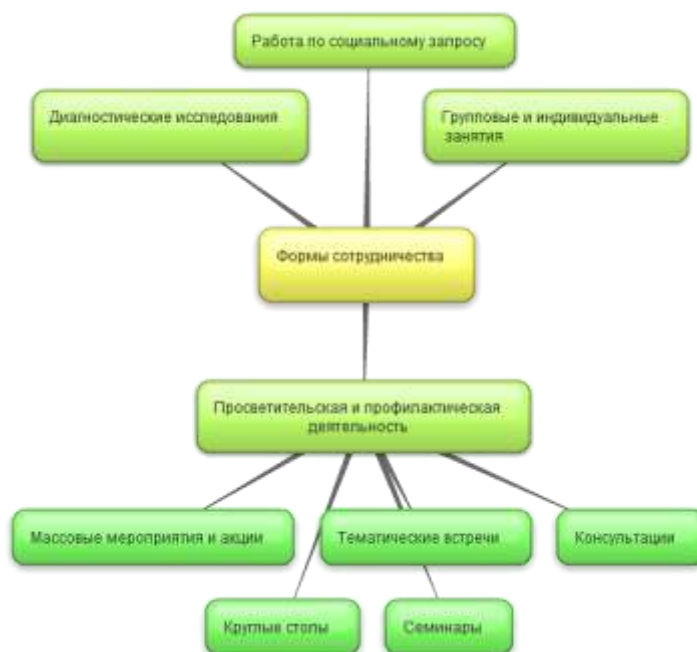 Работа по социальному запросу
Диагностические исследования
Групповые и индивидуальные
занятия
Формы сотрудничества
Просветительская и профилактическая
деятельность
Массовые мероприятия и акции
Тематические встречи
Консультации
Круглые столы
Семинары